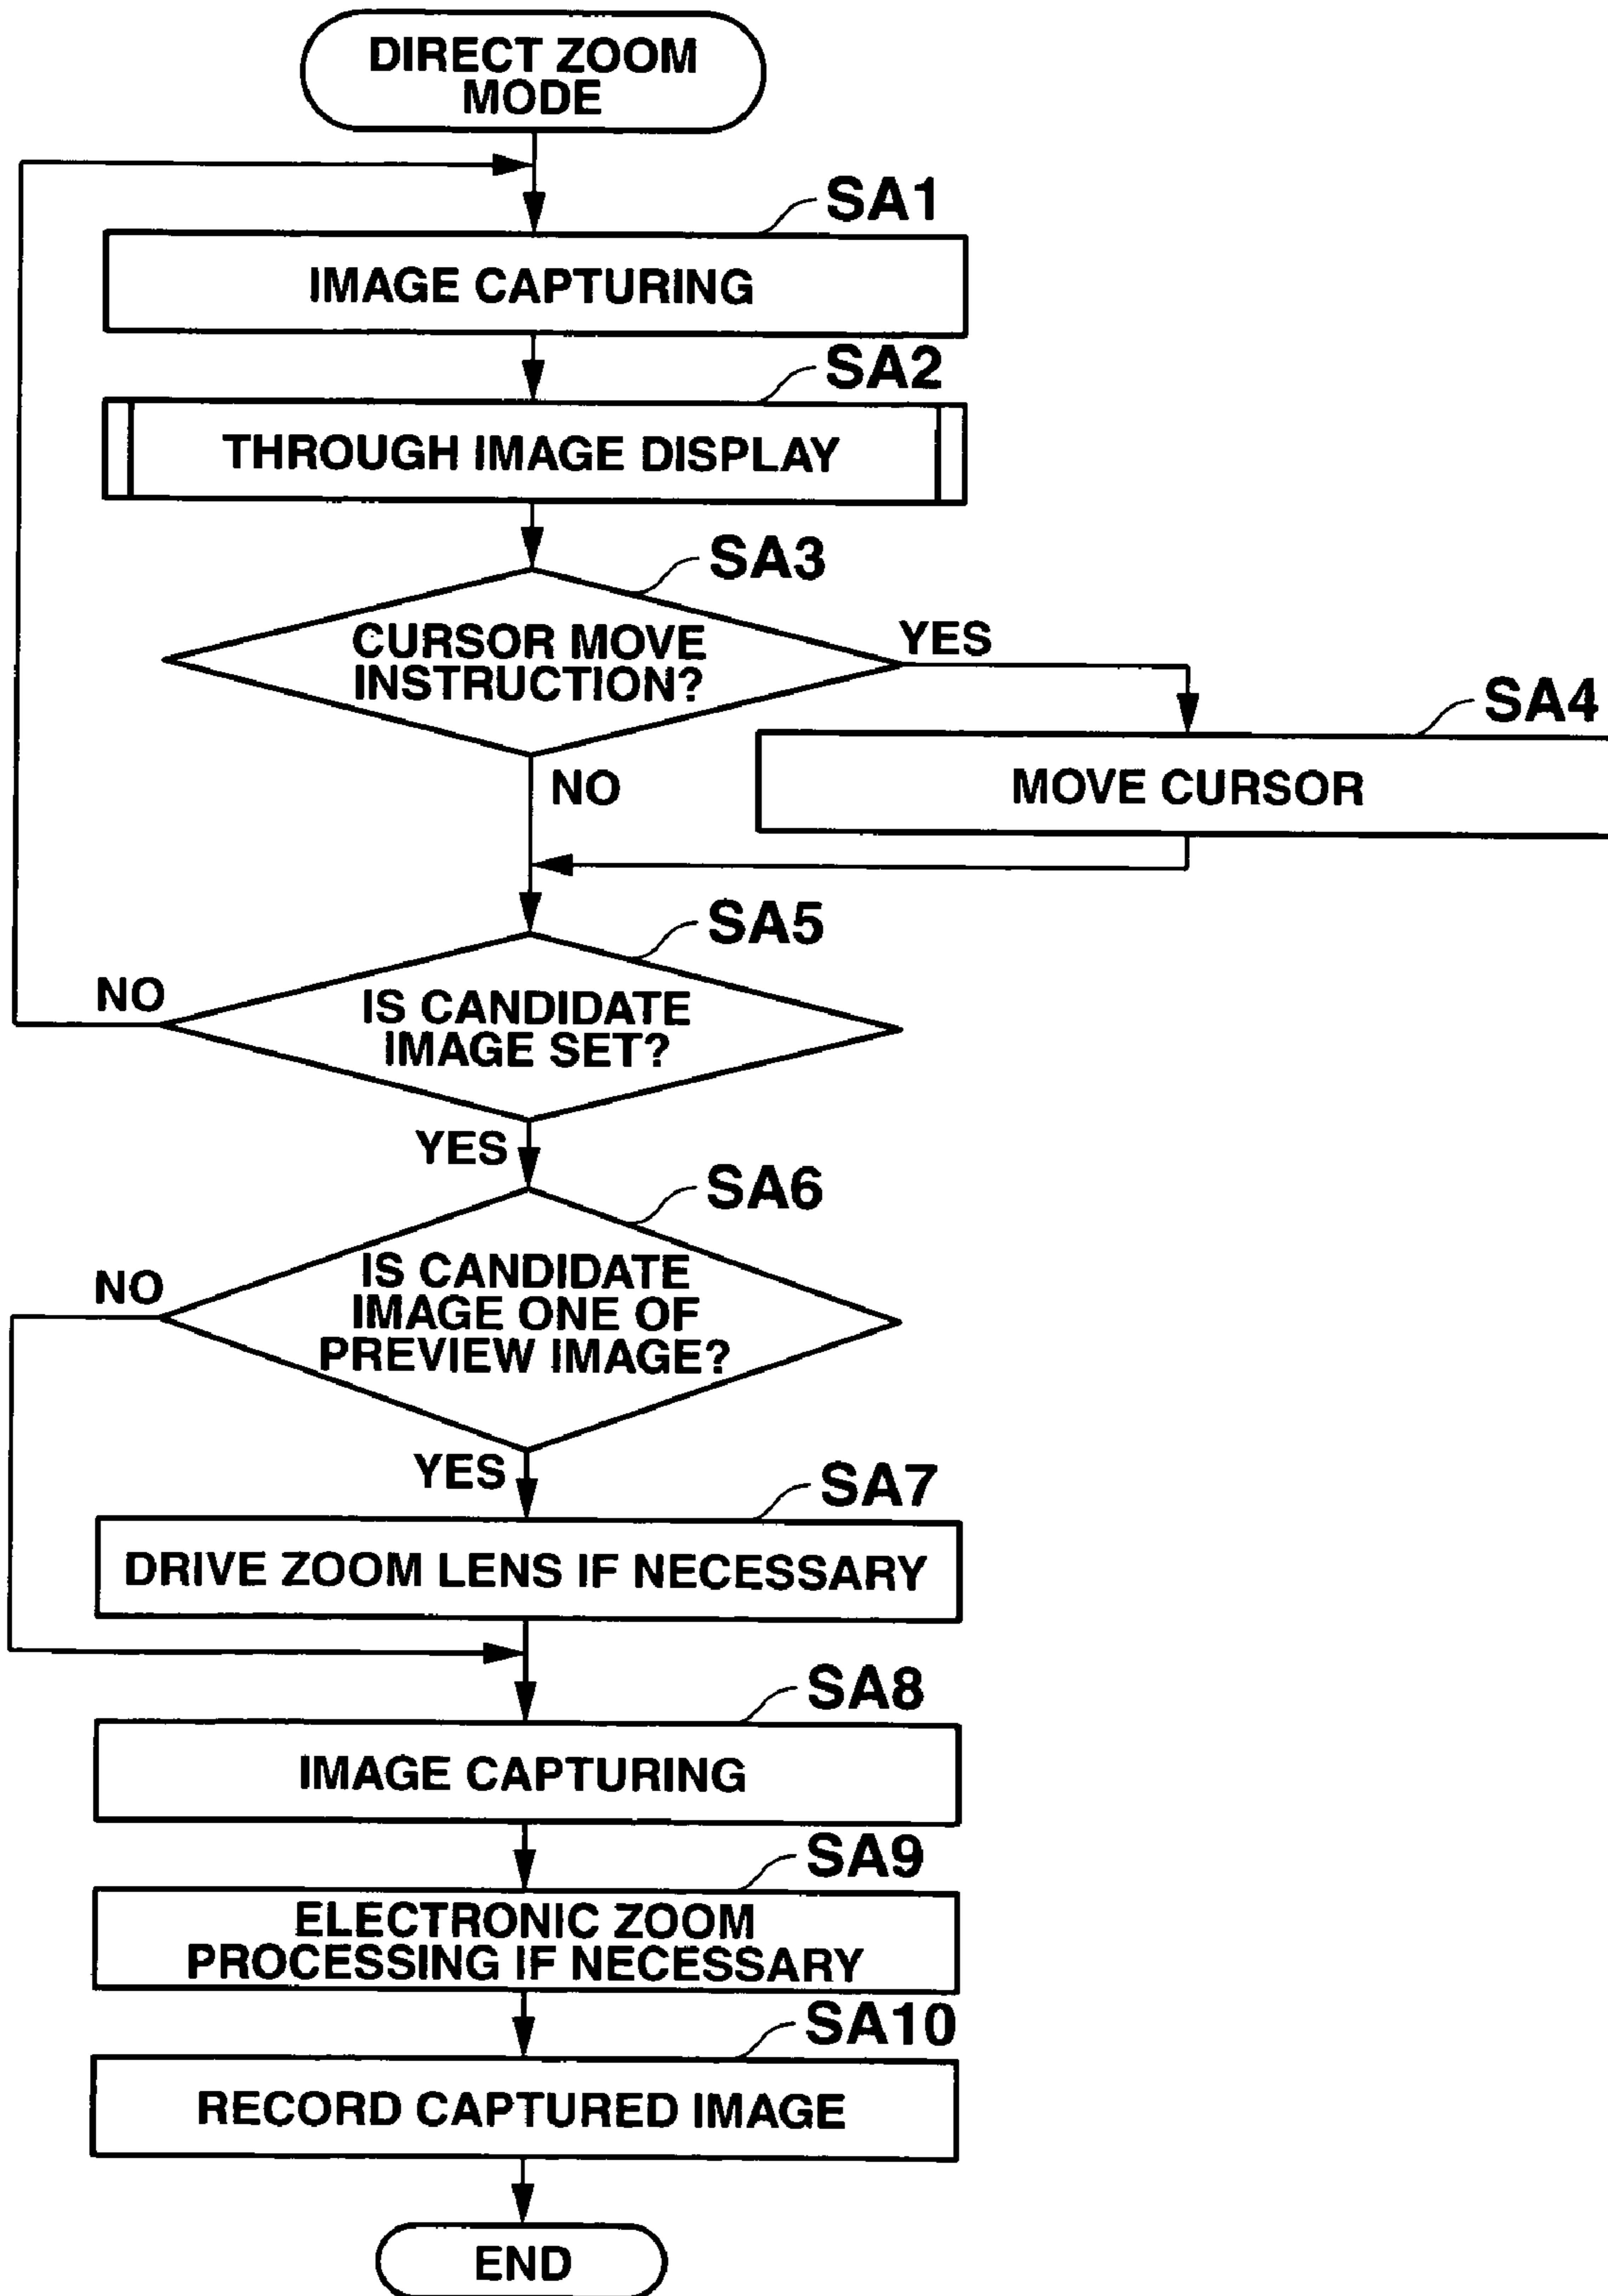 DIRECT ZOOM
MODE
SA1
IMAGE CAPTURING
SA2
THROUGH IMAGE DISPLAY
SA3
CURSOR MOVE
INSTRUCTION?
YES
SA4
MOVE CURSOR
NO
SA5
NO
IS CANDIDATE
IMAGE SET?
YES
SA6
NO
IS CANDIDATE
IMAGE ONE OF
PREVIEW IMAGE?
YES
SA7
DRIVE ZOOM LENS IF NECESSARY
SA8
IMAGE CAPTURING
SA9
ELECTRONIC ZOOM
PROCESSING IF NECESSARY
SA10
RECORD CAPTURED IMAGE
END